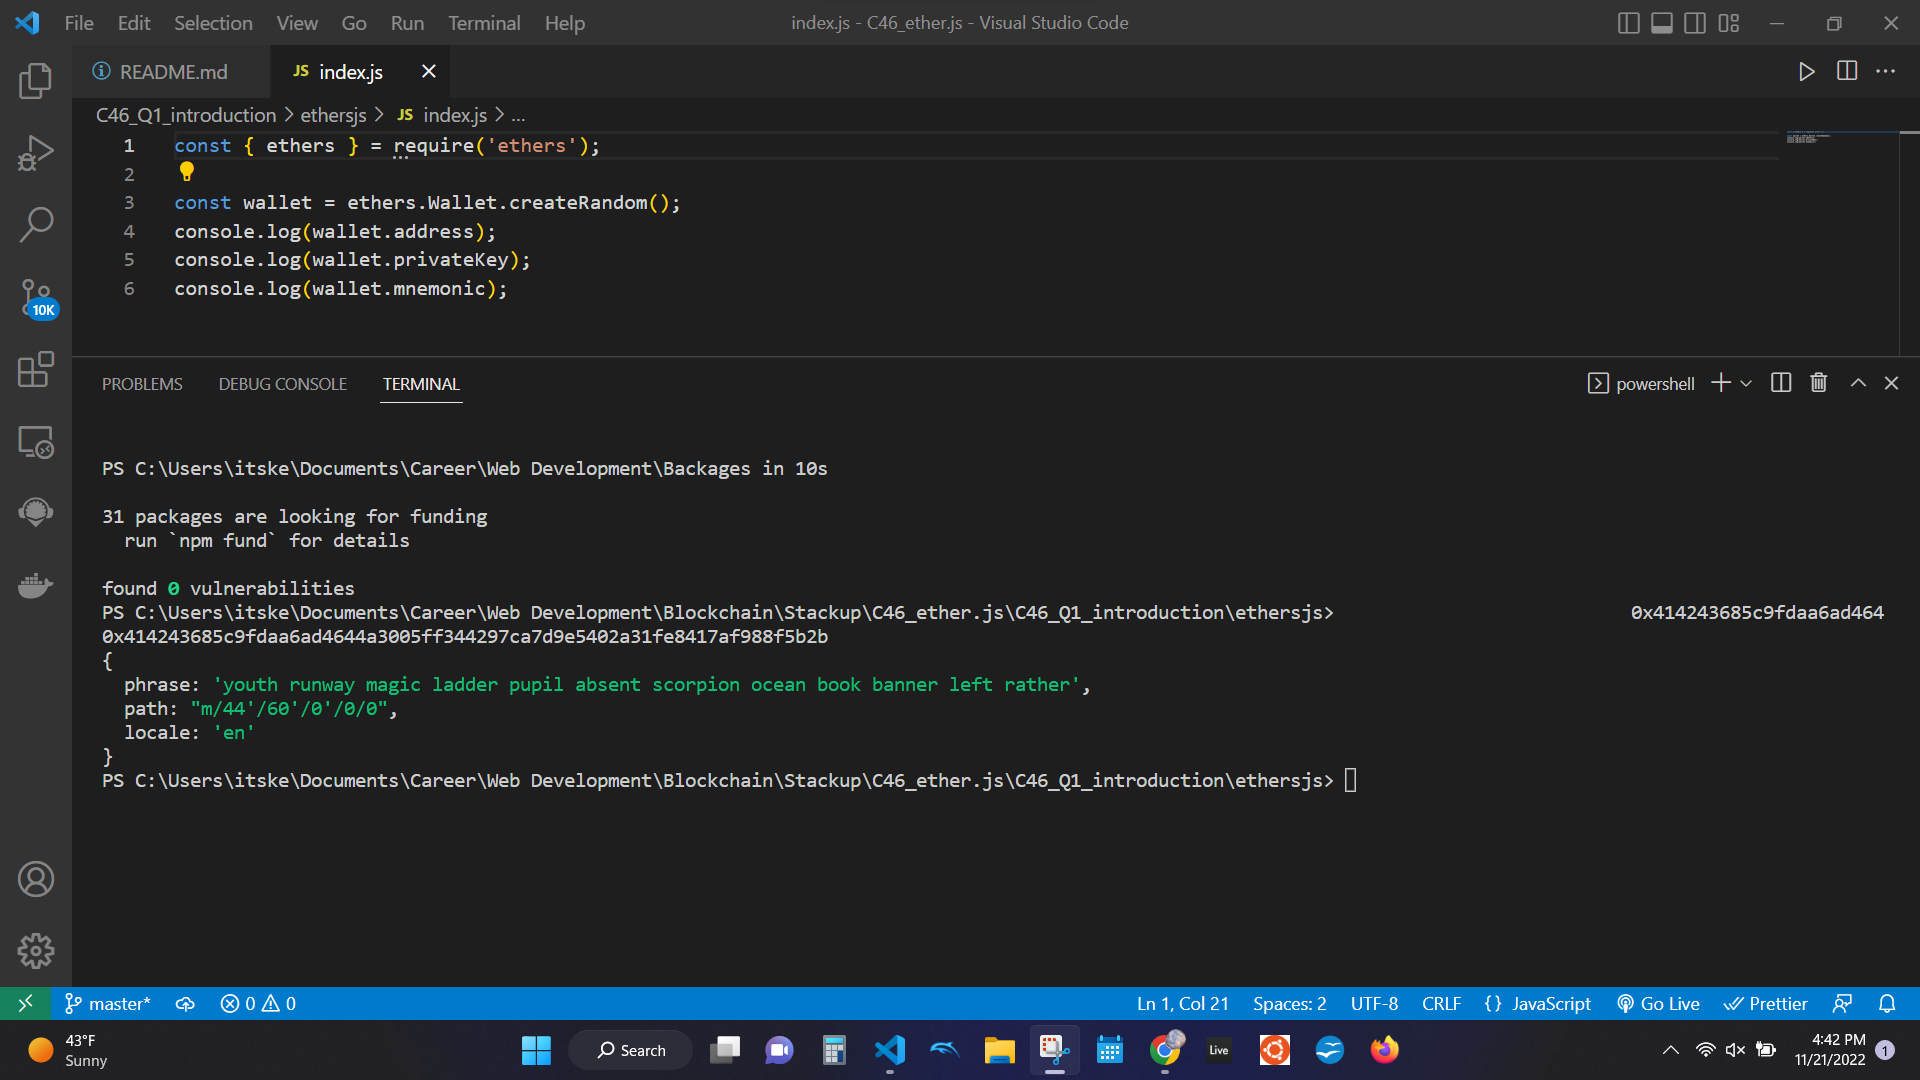 File Edit Selection View Go Run Terminal Help index.js - C46_ether.js - Visual Studio Code
README.md JS index.js
C46_Q1_introduction > ethersjs > JS index.js > ...
1 const { ethers } = require('ethers');
2
3 const wallet = ethers.Wallet.createRandom();
4 console.log(wallet.address);
5 console.log(wallet.privateKey);
6 console.log(wallet.mnemonic);
10K
PROBLEMS DEBUG CONSOLE TERMINAL powershell
PS C:\Users\itske\Documents\Career\Web Development\Backages in 10s
31 packages are looking for funding
run `npm fund` for details
found 0 vulnerabilities
PS C:\Users\itske\Documents\Career\Web Development\Blockchain\Stackup\C46_ether.js\C46_Q1_introduction\ethersjs> 0x414243685c9fdaa6ad464
0x414243685c9fdaa6ad4644a3005ff344297ca7d9e5402a31fe8417af988f5b2b
{
phrase: 'youth runway magic ladder pupil absent scorpion ocean book banner left rather',
path: "m/44'/60'/0'/0/0",
locale: 'en'
}
PS C:\Users\itske\Documents\Career\Web Development\Blockchain\Stackup\C46_ether.js\C46_Q1_introduction\ethersjs>
master* 0 0 Ln 1, Col 21 Spaces: 2 UTF-8 CRLF {} JavaScript Go Live Prettier
43°F
Sunny
Search
Live
4:42 PM
11/21/2022
1